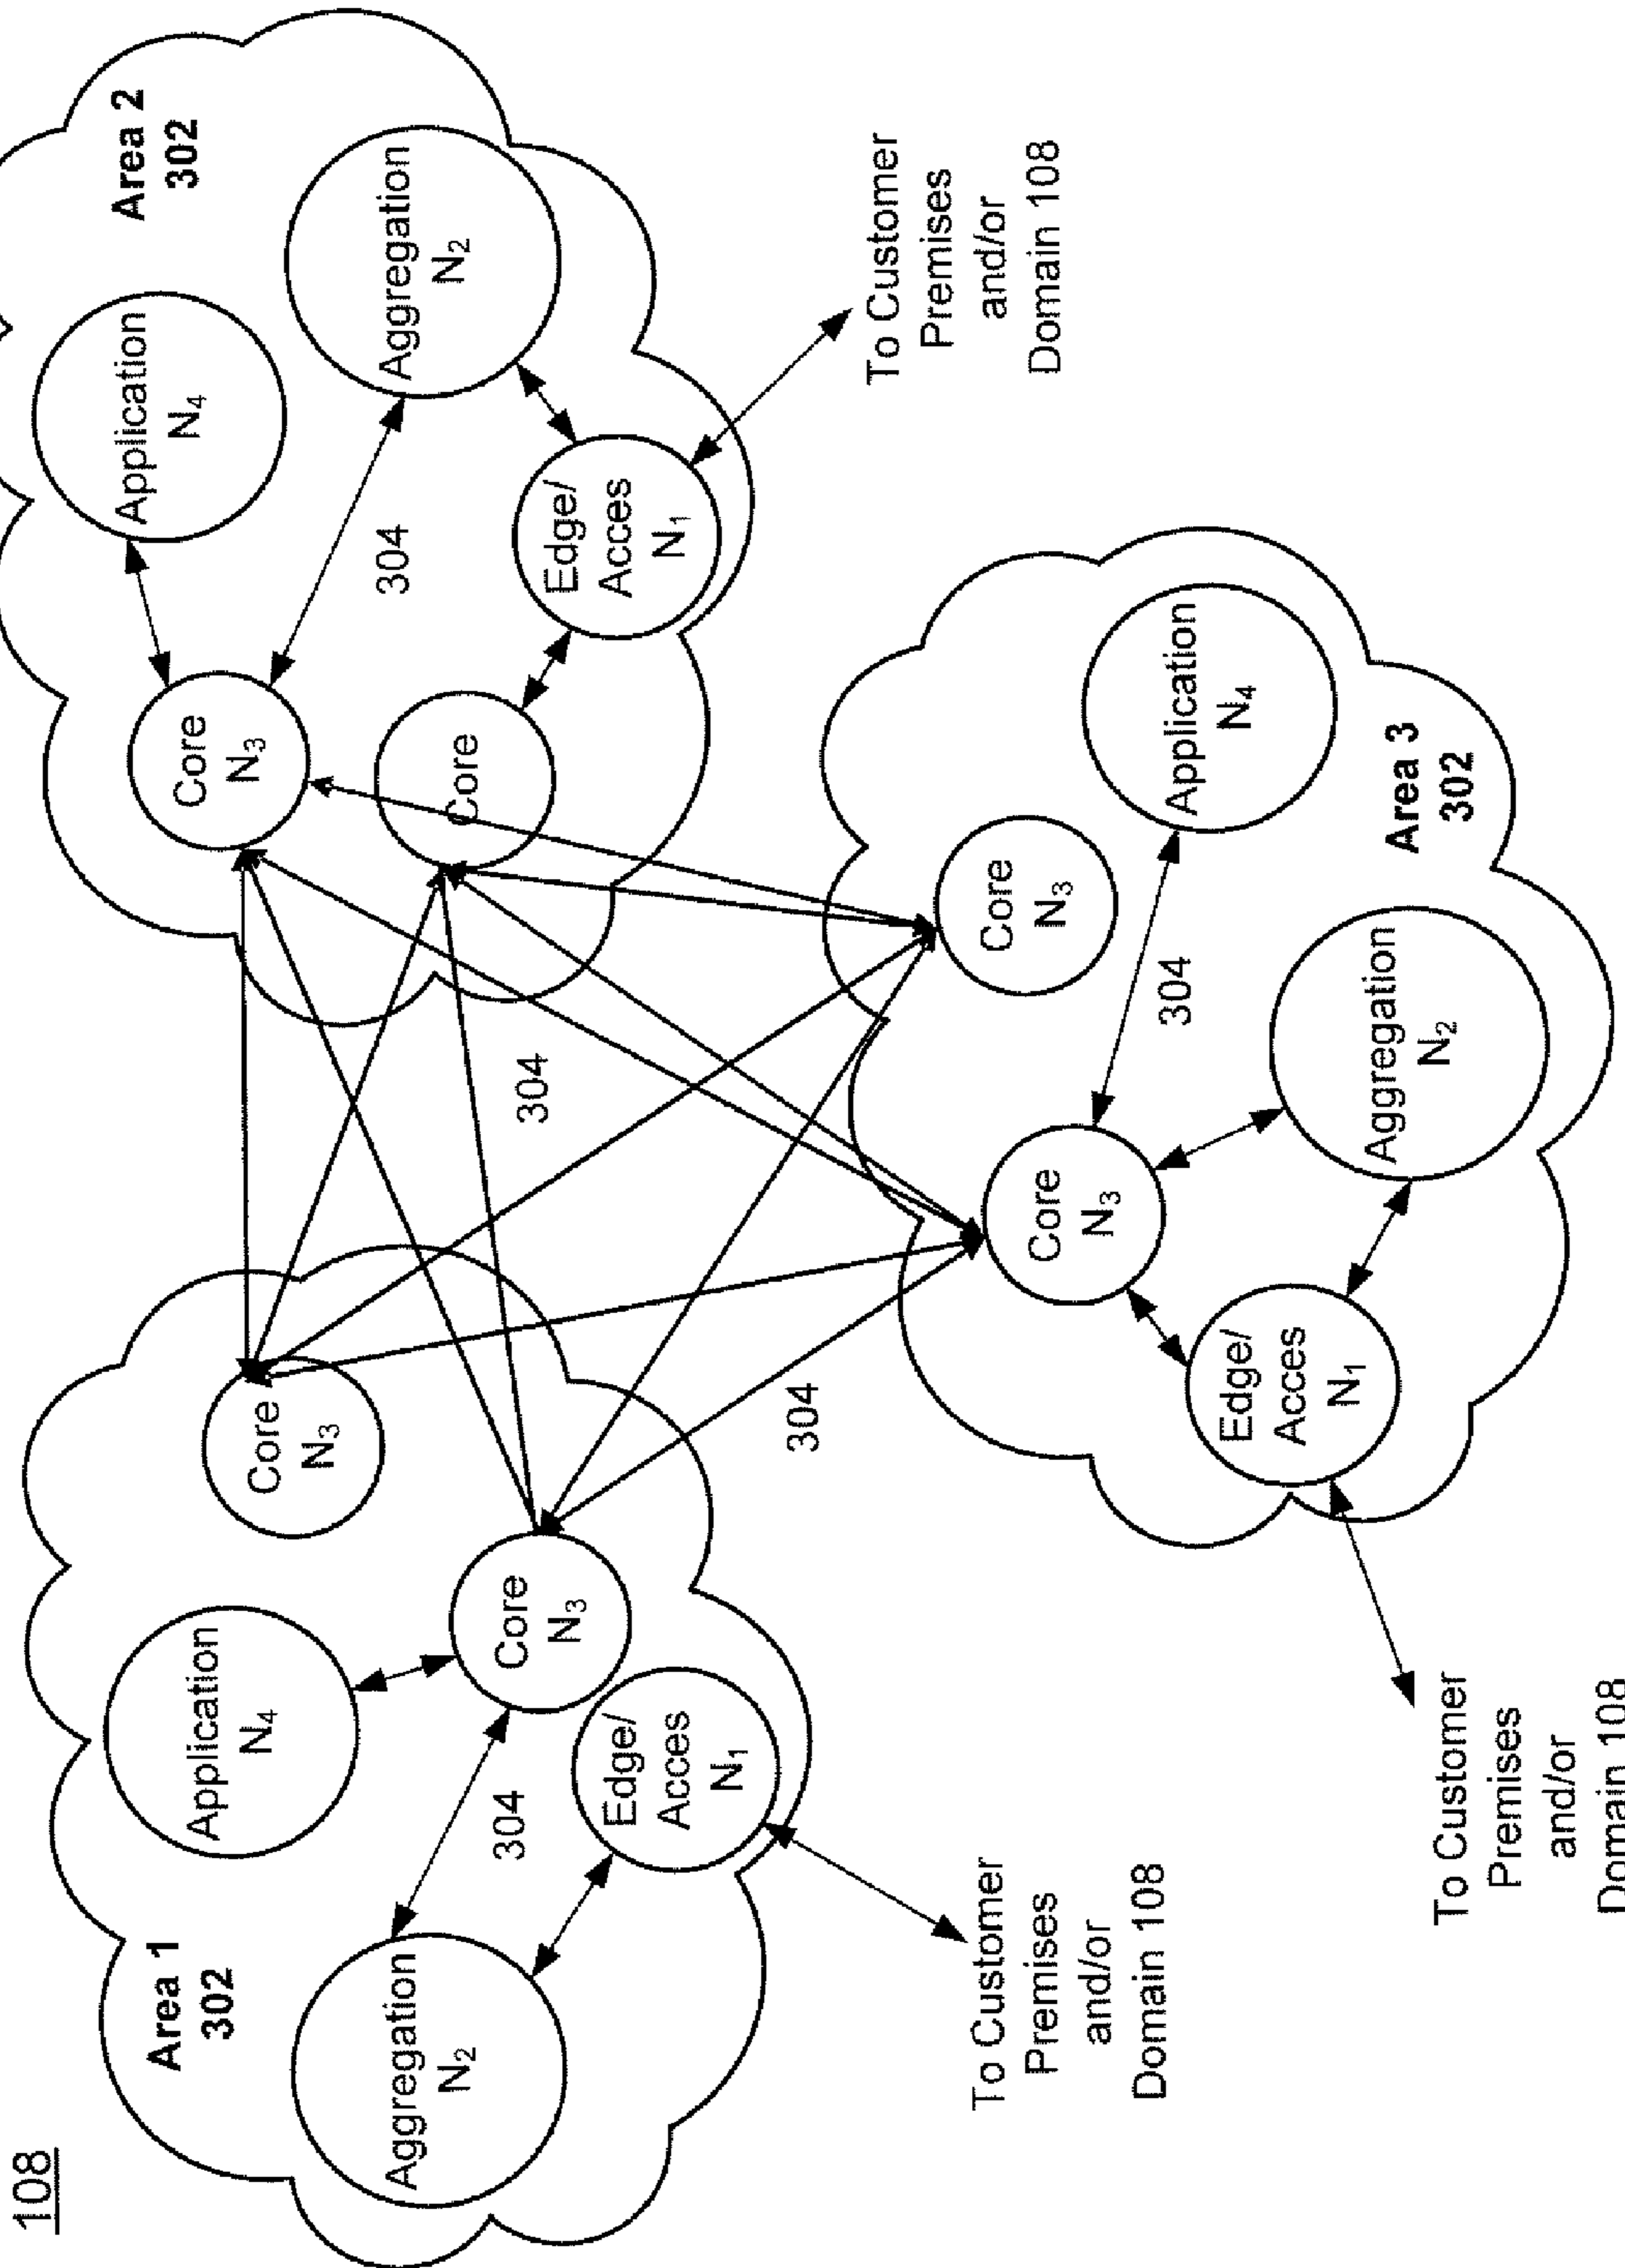 108
Area 1
302
Application
N4
Core
N3
Aggregation
N2
304
Core
N3
Edge/
Acces
N1
To Customer
Premises
and/or
Domain 108
Area 2
302
Application
N4
Core
N3
Aggregation
N2
304
Core
Edge/
Acces
N1
To Customer
Premises
and/or
Domain 108
304
304
Core
N3
Core
N3
Application
N4
304
Area 3
302
Edge/
Acces
N1
Aggregation
N2
To Customer
Premises
and/or
Domain 108